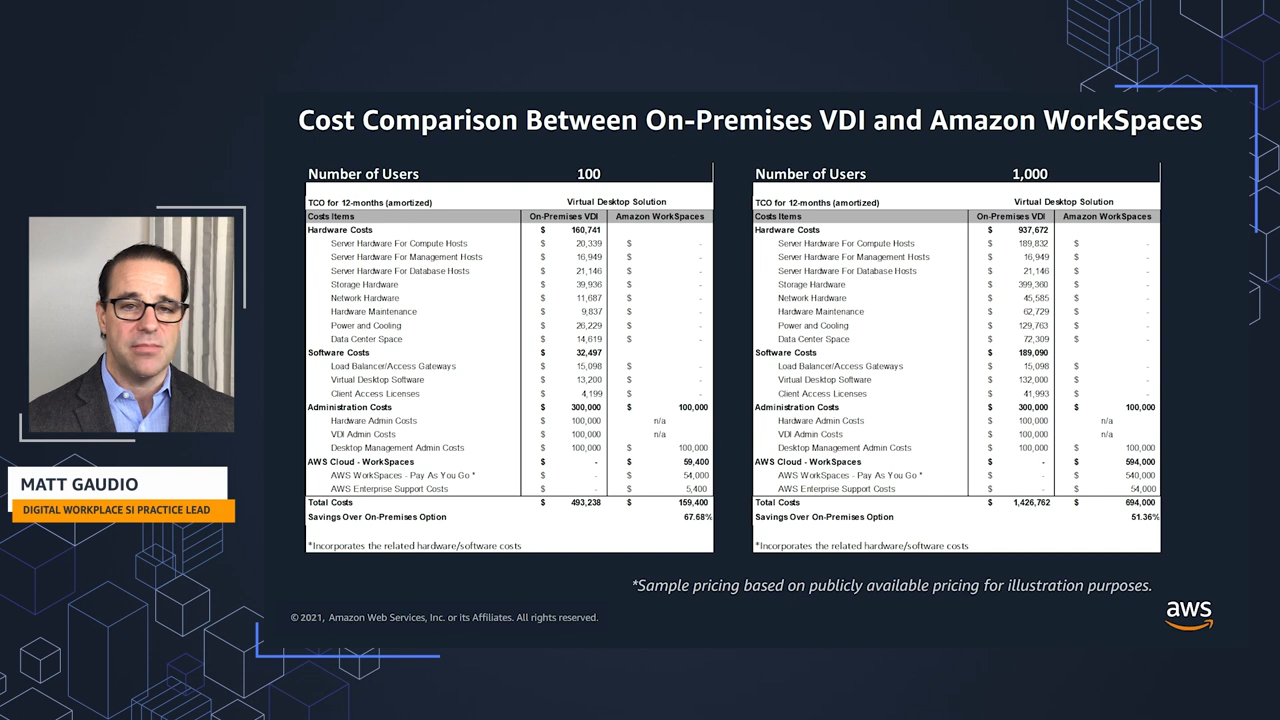 Cost Comparison Between On-Premises VDI and Amazon WorkSpaces
Number of Users 100
TCO for 12-months (amortized) Virtual Desktop Solution
Costs Items On-Premises VDI Amazon WorkSpaces
Hardware Costs $ 160,741
Server Hardware For Compute Hosts $ 20,339 $ -
Server Hardware For Management Hosts $ 16,949 $ -
Server Hardware For Database Hosts $ 21,146 $ -
Storage Hardware $ 39,936 $ -
Network Hardware $ 11,687 $ -
Hardware Maintenance $ 9,837 $ -
Power and Cooling $ 26,229 $ -
Data Center Space $ 14,619 $ -
Software Costs $ 32,497
Load Balancer/Access Gateways $ 15,098 $ -
Virtual Desktop Software $ 13,200 $ -
Client Access Licenses $ 4,199 $ -
Administration Costs $ 300,000 $ 100,000
Hardware Admin Costs $ 100,000 n/a
VDI Admin Costs $ 100,000 n/a
Desktop Management Admin Costs $ 100,000 $ 100,000
AWS Cloud - WorkSpaces $ - $ 59,400
AWS WorkSpaces - Pay As You Go * $ - $ 54,000
AWS Enterprise Support Costs $ - $ 5,400
Total Costs $ 493,238 $ 159,400
Savings Over On-Premises Option 67.68%
*Incorporates the related hardware/software costs
Number of Users 1,000
TCO for 12-months (amortized) Virtual Desktop Solution
Costs Items On-Premises VDI Amazon WorkSpaces
Hardware Costs $ 937,672
Server Hardware For Compute Hosts $ 189,832 $ -
Server Hardware For Management Hosts $ 16,949 $ -
Server Hardware For Database Hosts $ 21,146 $ -
Storage Hardware $ 399,360 $ -
Network Hardware $ 45,585 $ -
Hardware Maintenance $ 62,729 $ -
Power and Cooling $ 129,763 $ -
Data Center Space $ 72,309 $ -
Software Costs $ 189,090
Load Balancer/Access Gateways $ 15,098 $ -
Virtual Desktop Software $ 132,000 $ -
Client Access Licenses $ 41,993 $ -
Administration Costs $ 300,000 $ 100,000
Hardware Admin Costs $ 100,000 n/a
VDI Admin Costs $ 100,000 n/a
Desktop Management Admin Costs $ 100,000 $ 100,000
AWS Cloud - WorkSpaces $ - $ 594,000
AWS WorkSpaces - Pay As You Go * $ - $ 540,000
AWS Enterprise Support Costs $ - $ 54,000
Total Costs $ 1,426,762 $ 694,000
Savings Over On-Premises Option 51.36%
*Incorporates the related hardware/software costs
MATT GAUDIO
DIGITAL WORKPLACE SI PRACTICE LEAD
*Sample pricing based on publicly available pricing for illustration purposes.
© 2021, Amazon Web Services, Inc. or its Affiliates. All rights reserved.
aws